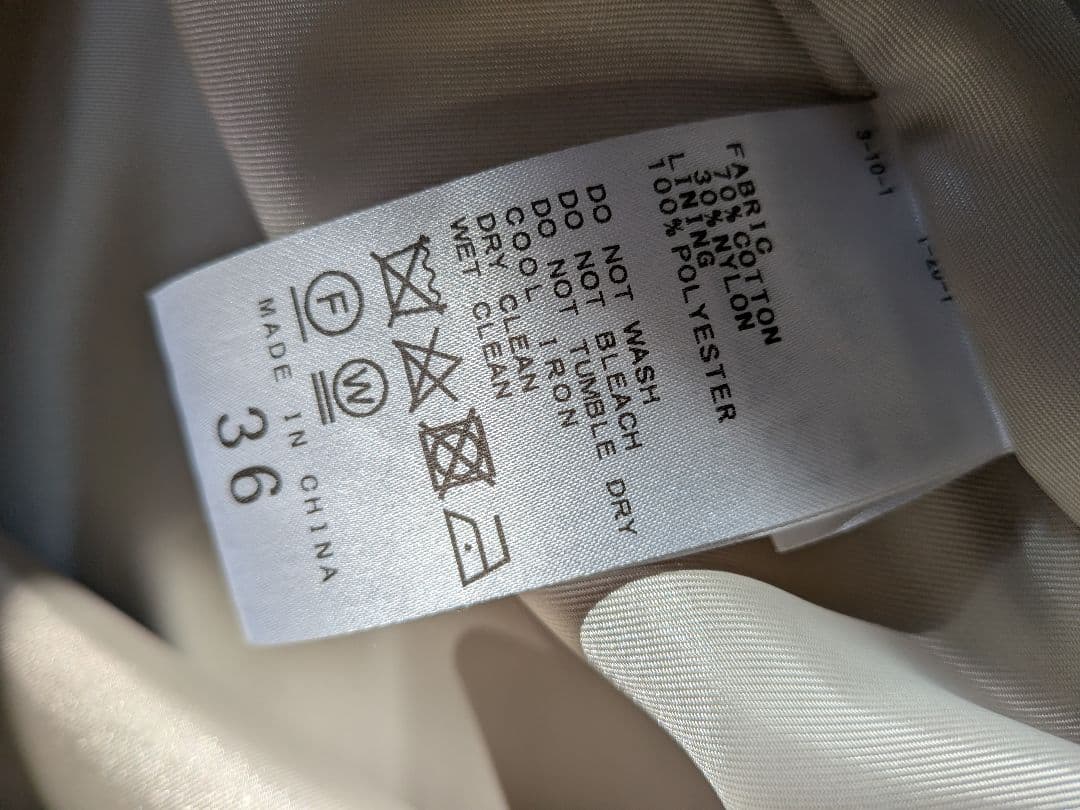 FABRIC
70% COTTON
30% NYLON
LINING
100% POLYESTER
DO NOT WASH
DO NOT BLEACH
DO NOT TUMBLE DRY
COOL IRON
DRY CLEAN
WET CLEAN
F W
MADE IN CHINA
36